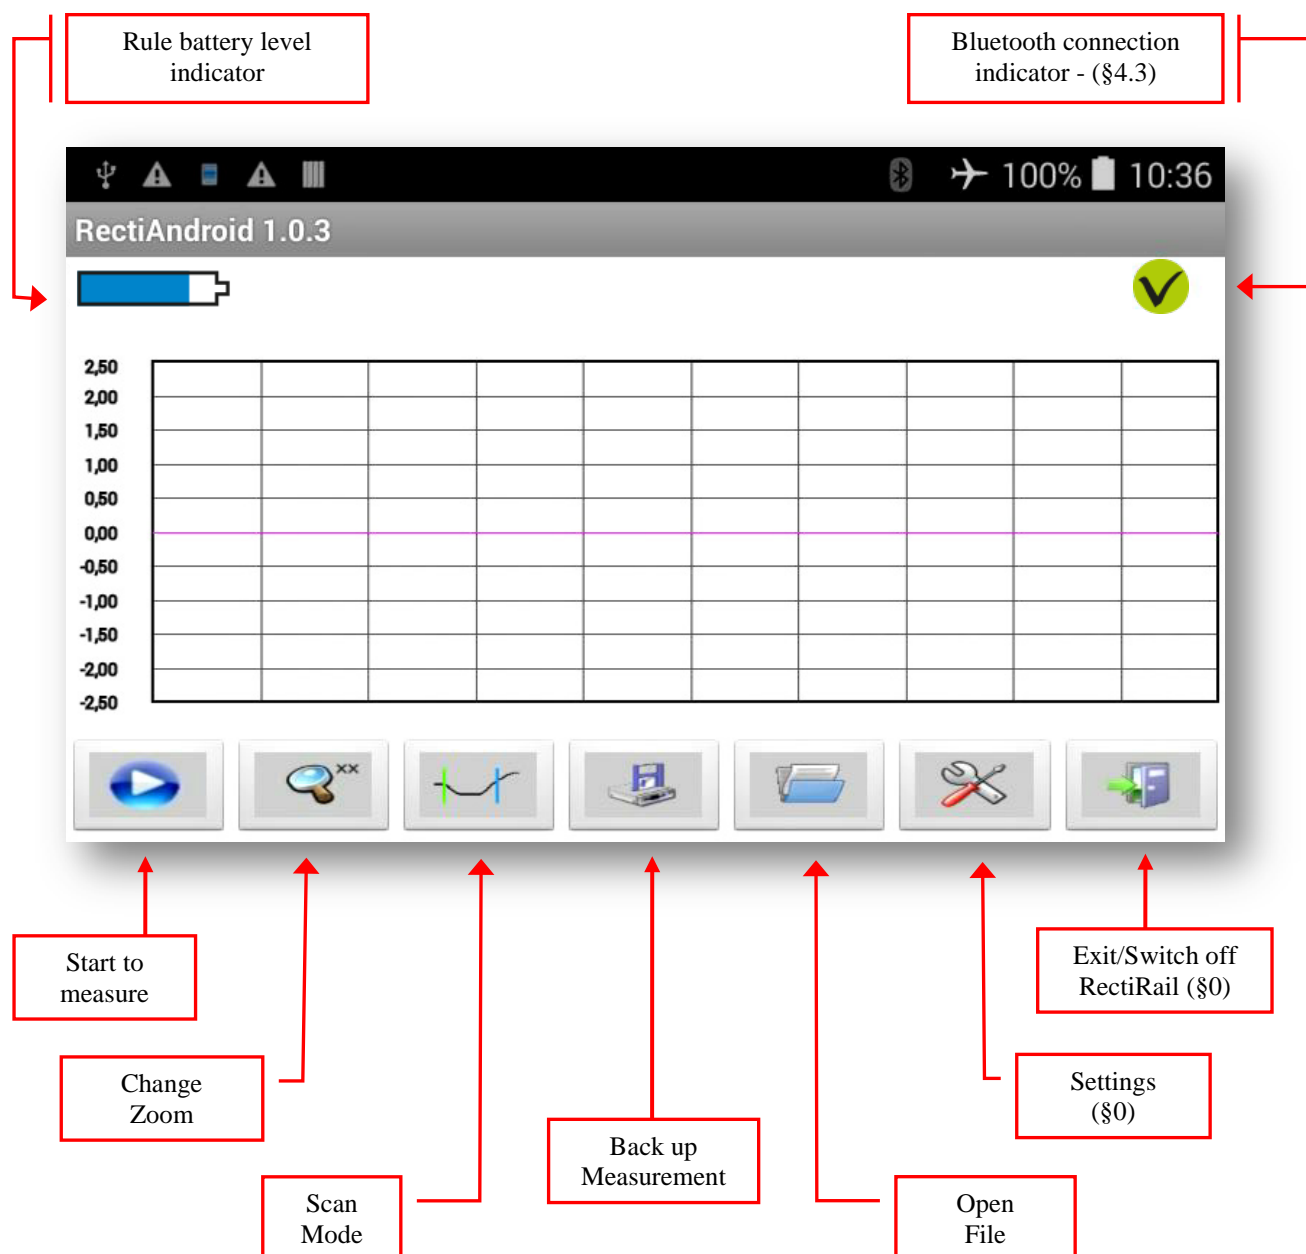 Rule battery level
indicator
Bluetooth connection
indicator - (§4.3)
100% 10:36
RectiAndroid 1.0.3
2,50
2,00
1,50
1,00
0,50
0,00
-0,50
-1,00
-1,50
-2,00
-2,50
xx
Start to
measure
Exit/Switch off
RectiRail (§0)
Change
Zoom
Settings
(§0)
Back up
Measurement
Scan
Mode
Open
File